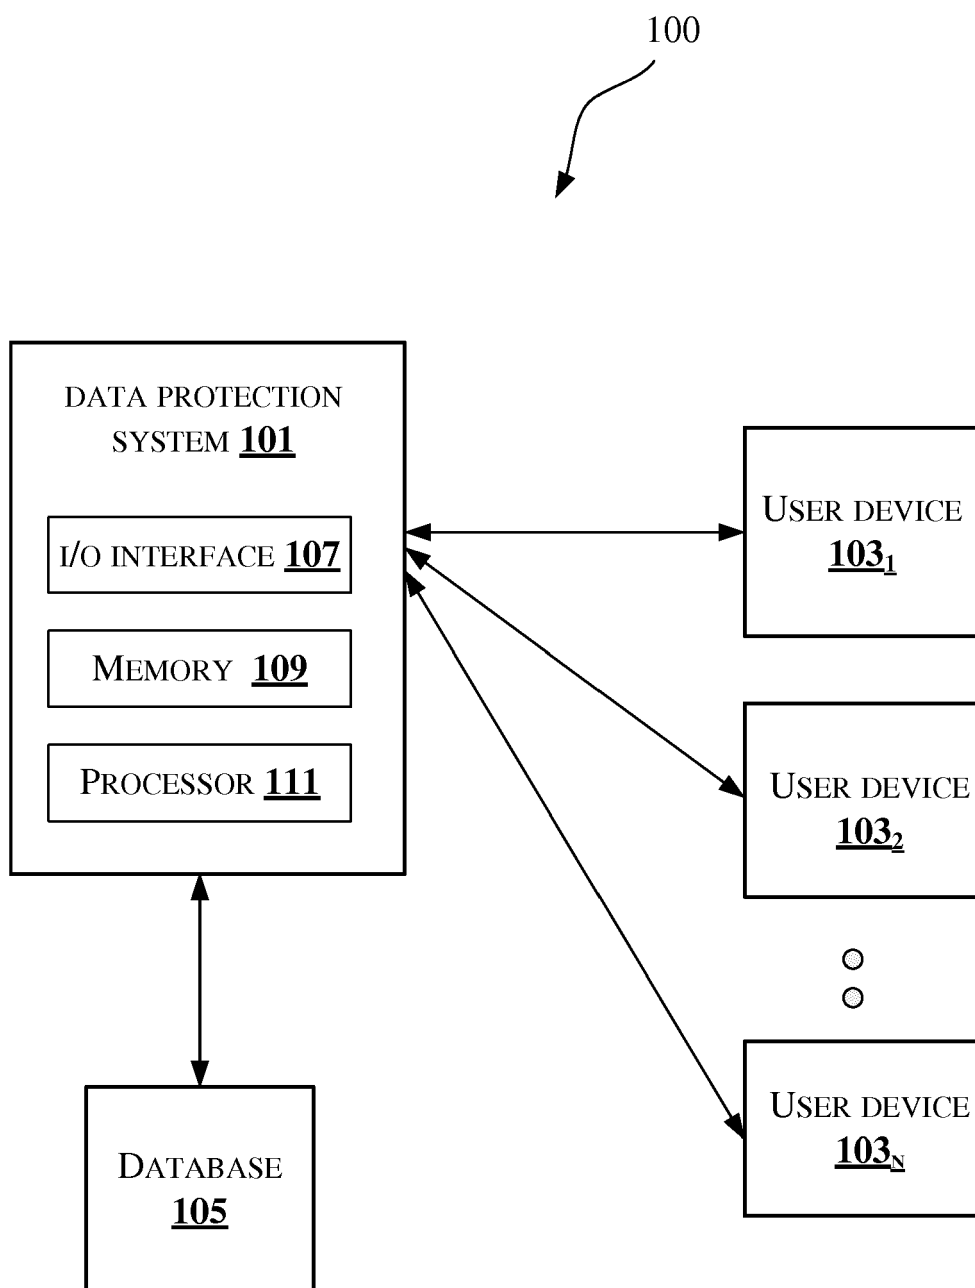 100
DATA PROTECTION
SYSTEM 101
I/O INTERFACE 107
MEMORY 109
PROCESSOR 111
USER DEVICE
103₁
USER DEVICE
103₂
USER DEVICE
103N
DATABASE
105